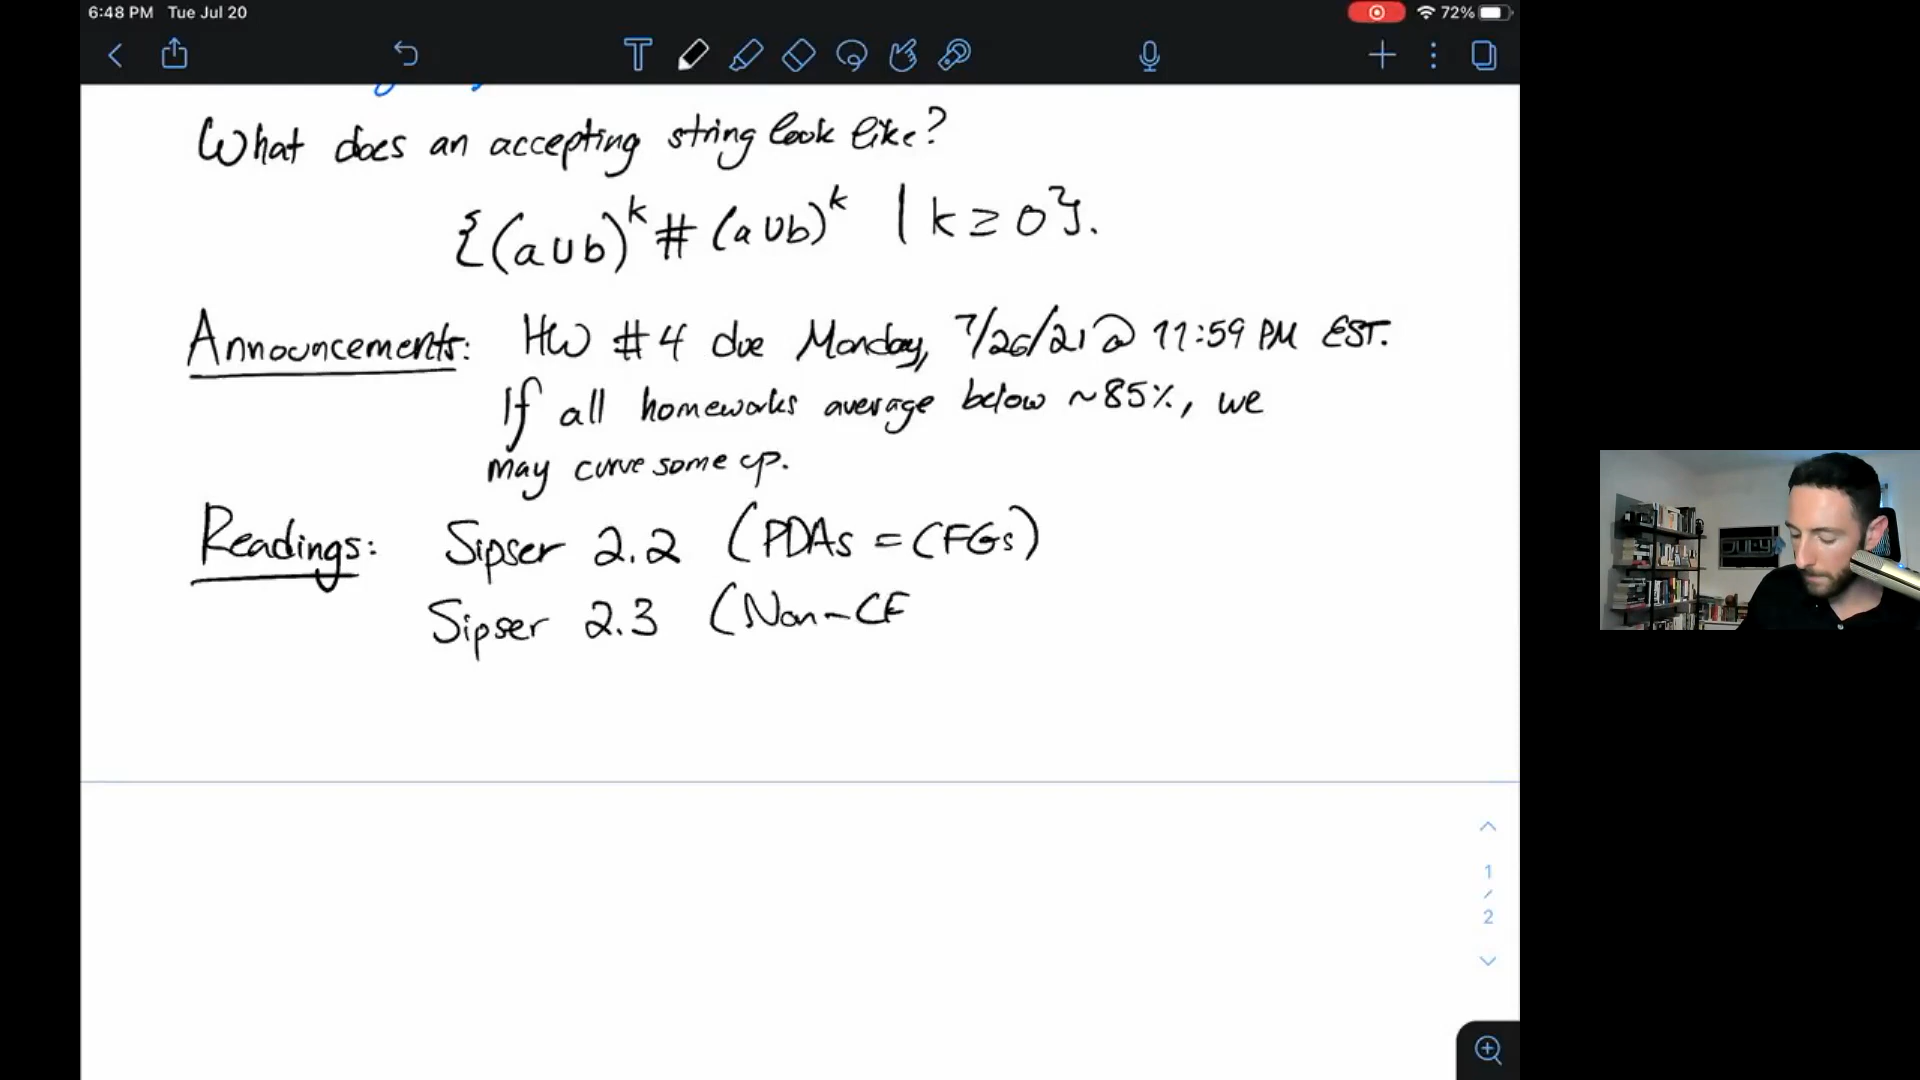 6:48 PM Tue Jul 20
72%
What does an accepting string look like?
{(a∪b)^k # (a∪b)^k | k ≥ 0}.
Announcements: HW #4 due Monday, 7/26/21 @ 11:59 PM EST.
If all homeworks average below ~85%, we
may curve some up.
Readings: Sipser 2.2 (PDAs = CFGs)
Sipser 2.3 (Non-CF
1
/
2